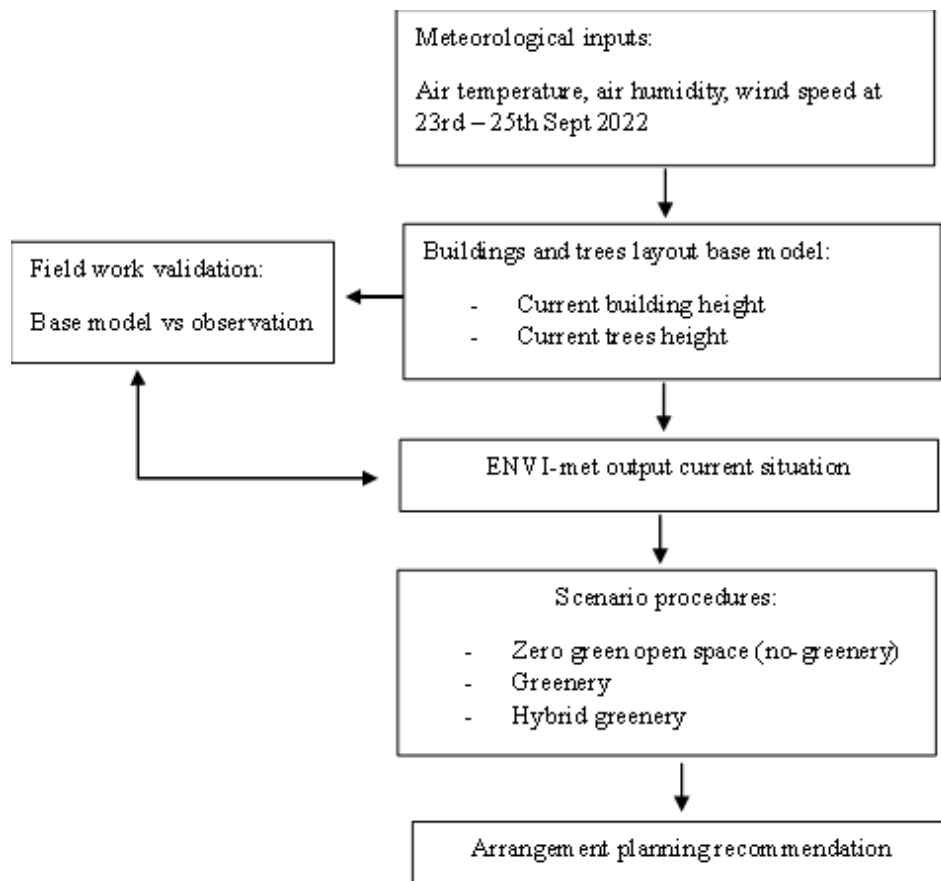 Meteorological inputs:
Air temperature, air humidity, wind speed at
23rd – 25th Sept 2022
Buildings and trees layout base model:
- Current building height
- Current trees height
Field work validation:
Base model vs observation
ENVI-met output current situation
Scenario procedures:
- Zero green open space (no-greenery)
- Greenery
- Hybrid greenery
Arrangement planning recommendation